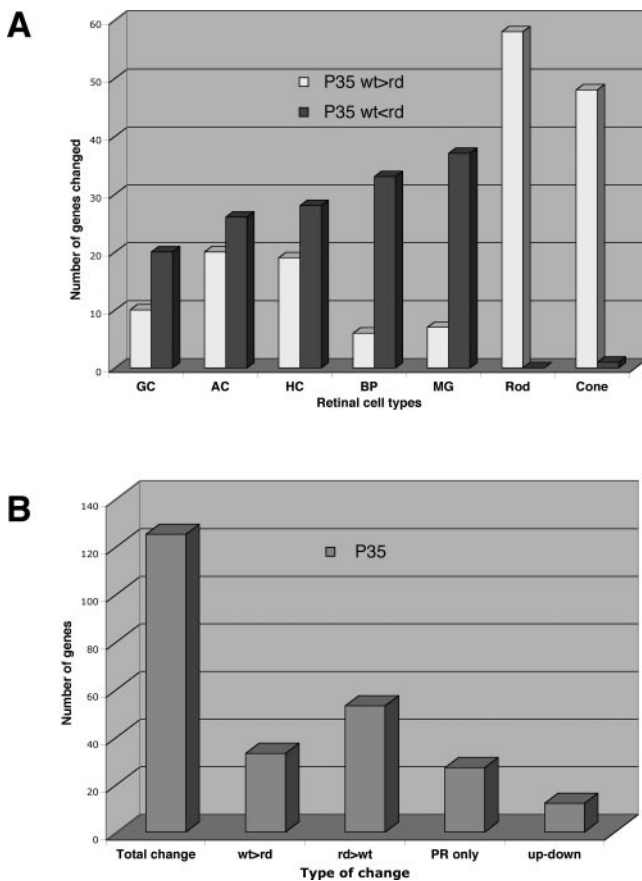 A
60
50
40
30
20
10
0
Number of genes changed
P35 wt>rd
P35 wt<rd
GC AC HC BP MG Rod Cone
Retinal cell types
B
140
120
100
80
60
40
20
0
Number of genes
P35
Total change wt>rd rd>wt PR only up-down
Type of change